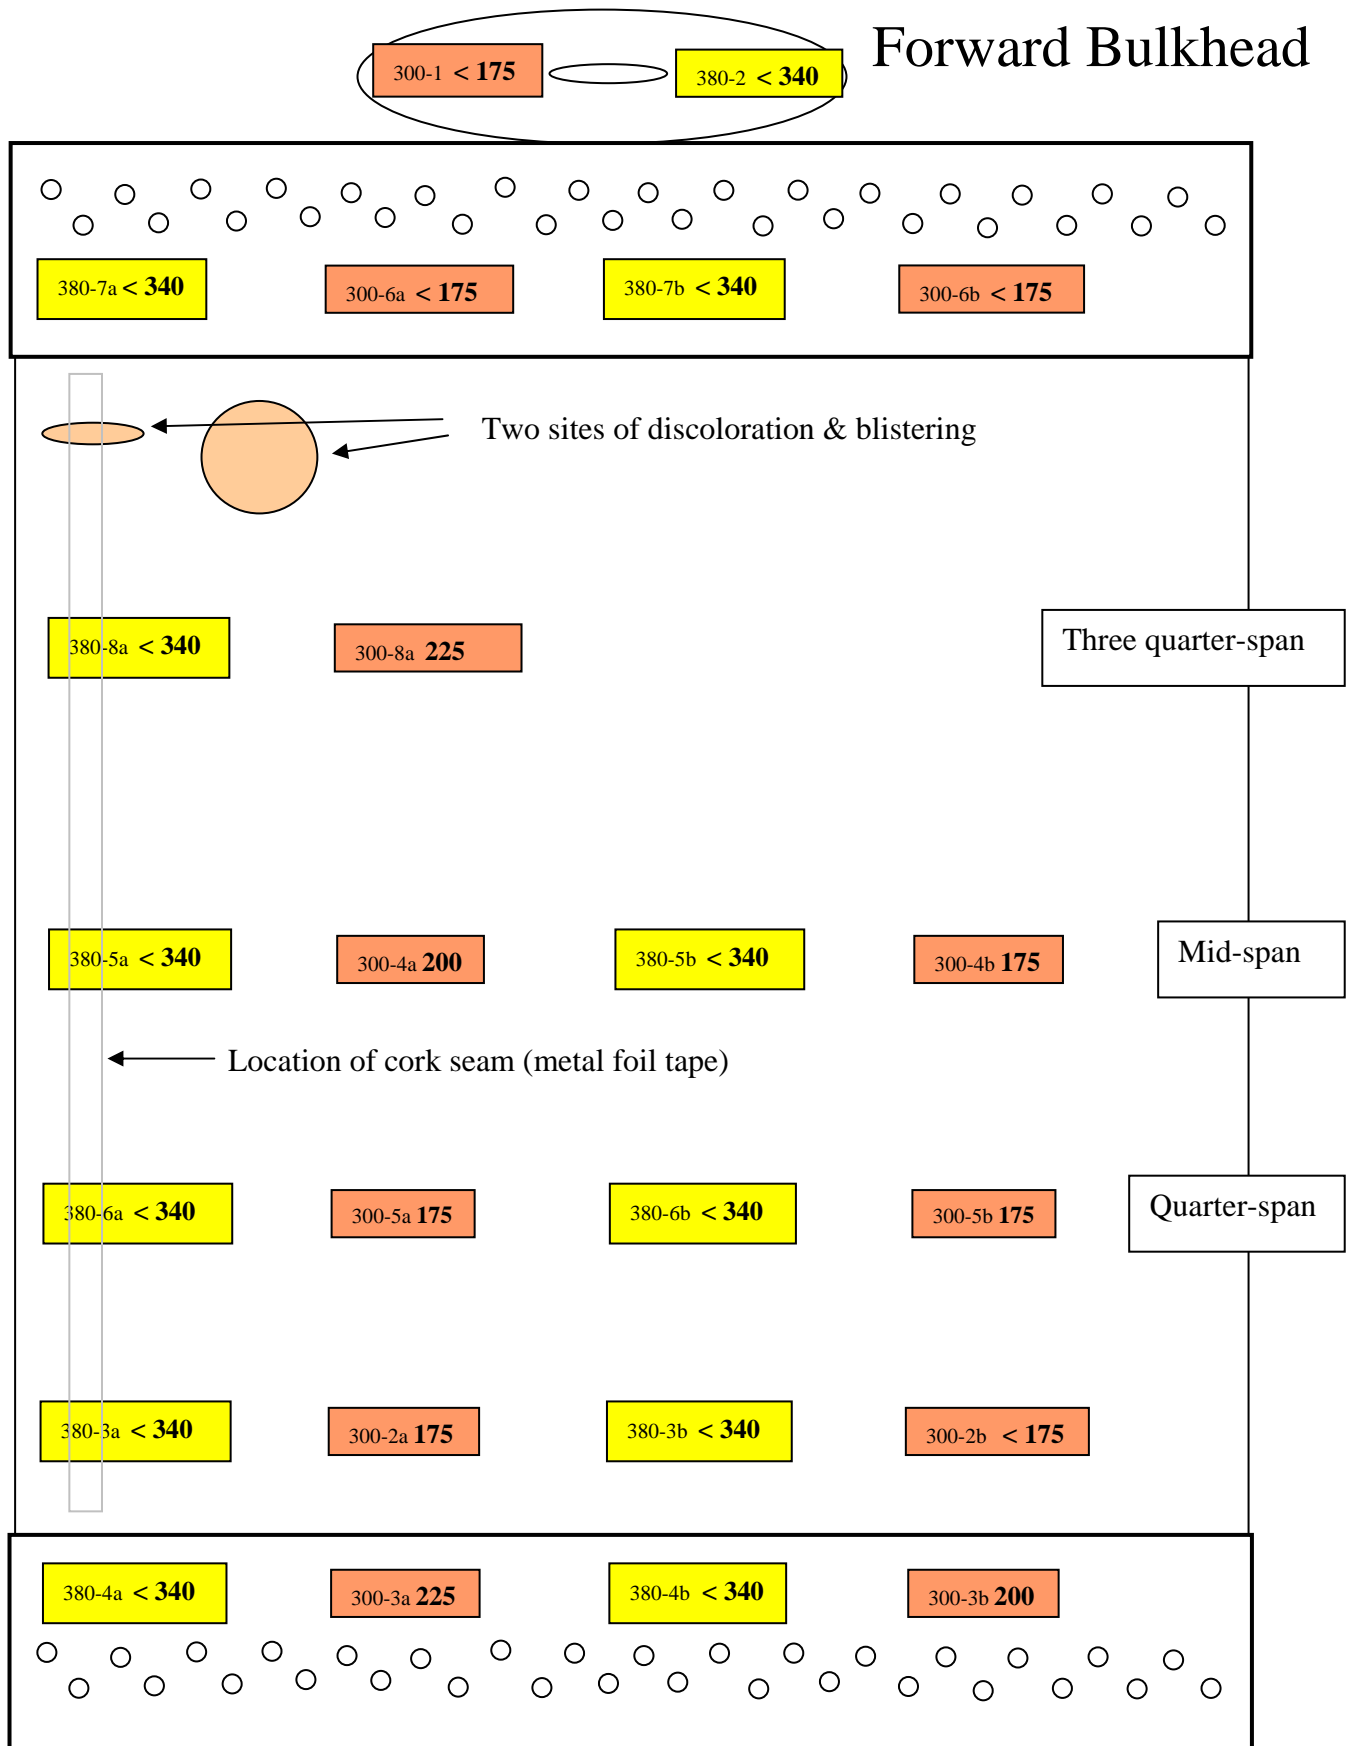 Forward Bulkhead
300-1 < 175
380-2 < 340
380-7a < 340
300-6a < 175
380-7b < 340
300-6b < 175
Two sites of discoloration & blistering
380-8a < 340
300-8a 225
Three quarter-span
380-5a < 340
300-4a 200
380-5b < 340
300-4b 175
Mid-span
Location of cork seam (metal foil tape)
380-6a < 340
300-5a 175
380-6b < 340
300-5b 175
Quarter-span
380-3a < 340
300-2a 175
380-3b < 340
300-2b < 175
380-4a < 340
300-3a 225
380-4b < 340
300-3b 200